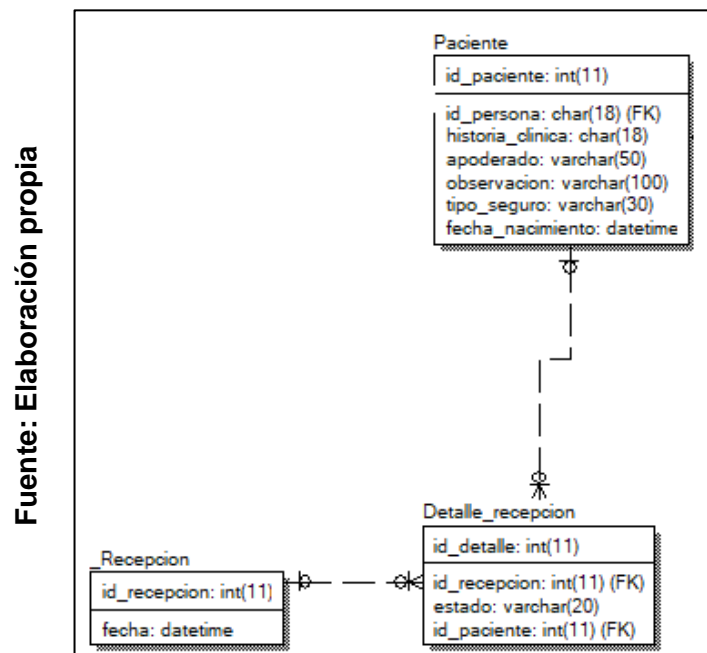 Fuente: Elaboración propia
Paciente
id_paciente: int(11)
id_persona: char(18) (FK)
historia_clinica: char(18)
apoderado: varchar(50)
observacion: varchar(100)
tipo_seguro: varchar(30)
fecha_nacimiento: datetime
Detalle_recepcion
id_detalle: int(11)
id_recepcion: int(11) (FK)
estado: varchar(20)
id_paciente: int(11) (FK)
_Recepcion
id_recepcion: int(11)
fecha: datetime